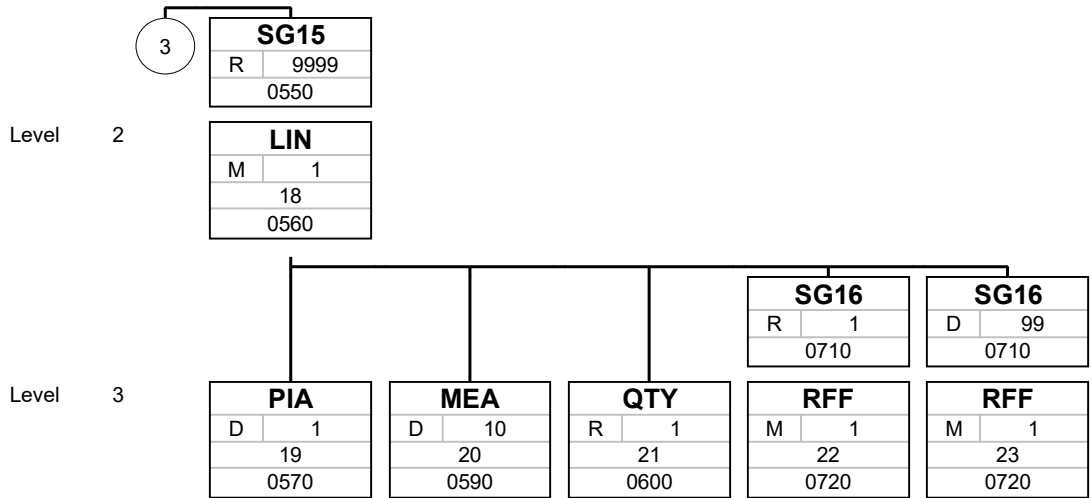 3
SG15
R 9999
0550
Level 2
LIN
M 1
18
0560
SG16 SG16
R 1 D 99
0710 0710
Level 3
PIA MEA QTY RFF RFF
D 1 D 10 R 1 M 1 M 1
19 20 21 22 23
0570 0590 0600 0720 0720